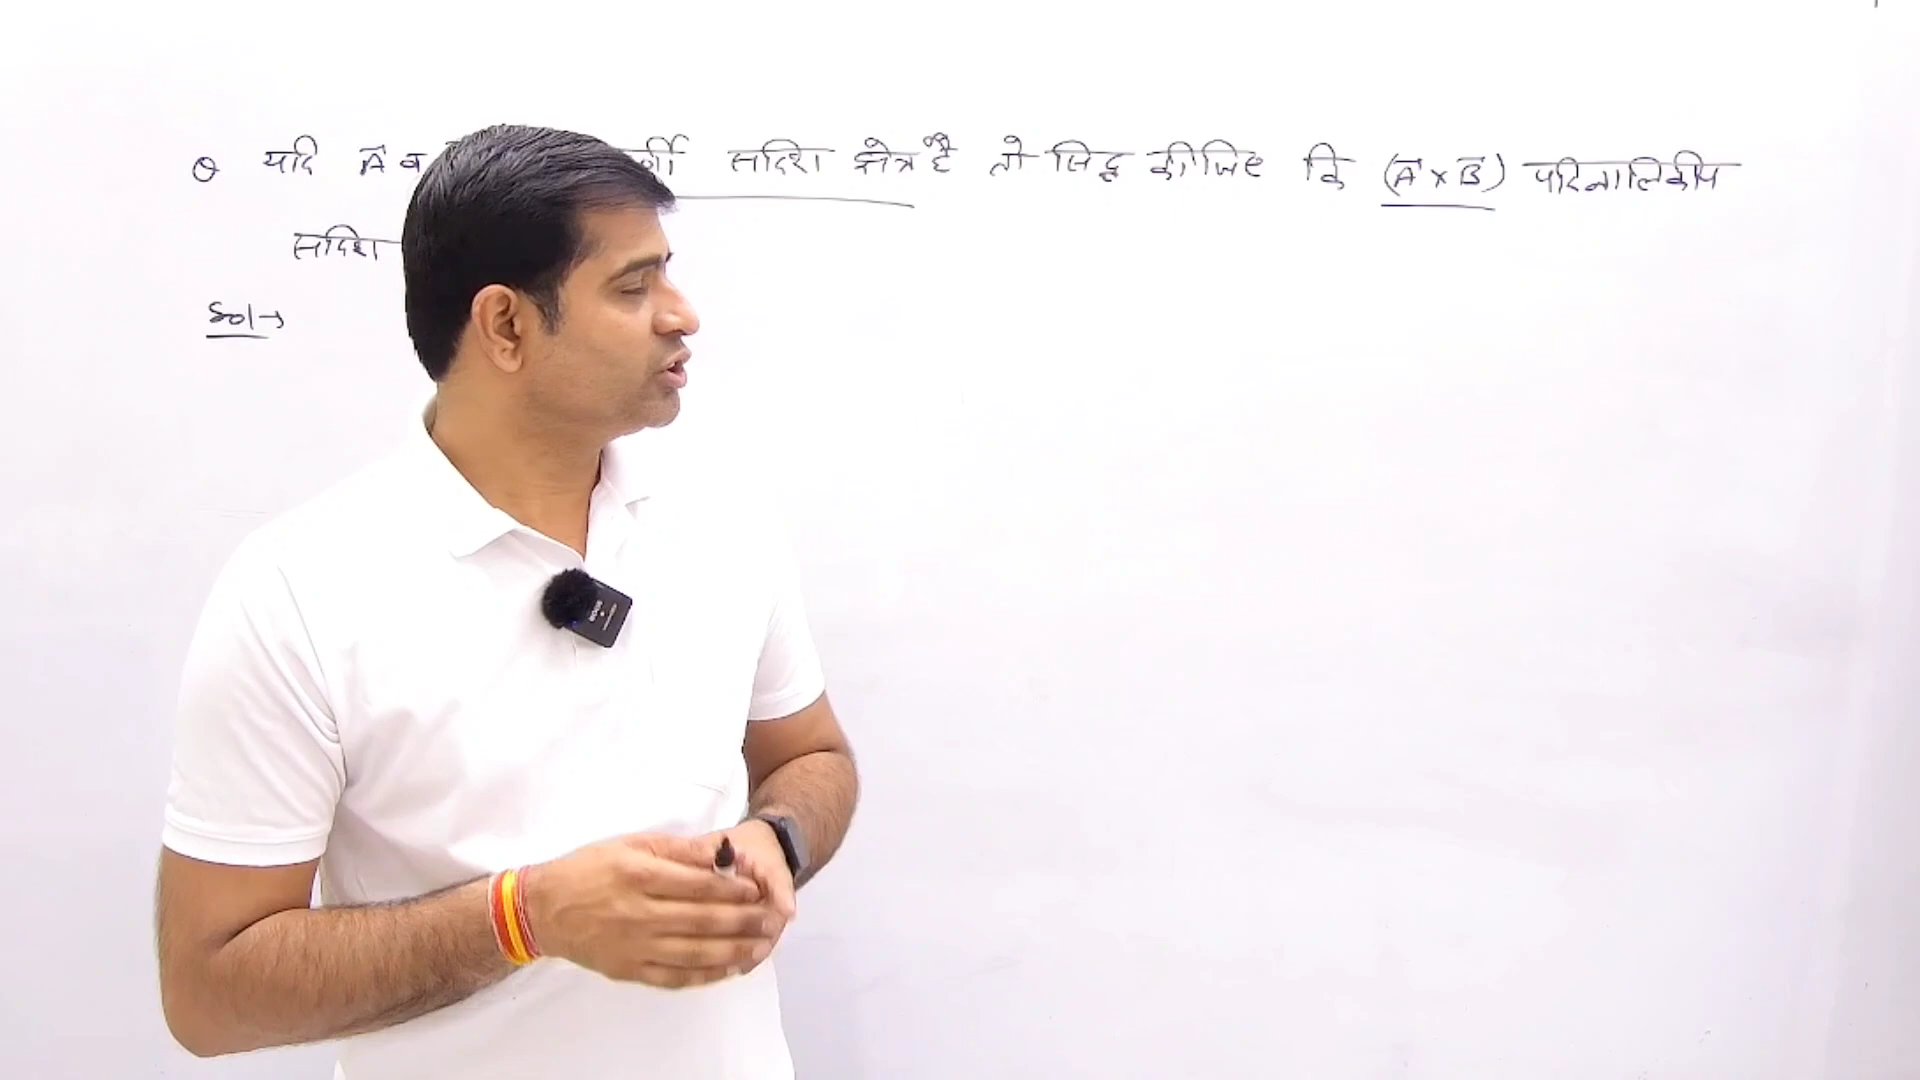 Q यदि A⃗ व सदिश क्षेत्र है तो सिद्ध कीजिए कि (A⃗ × B⃗) परिनालिकीय
सदिश
Sol→